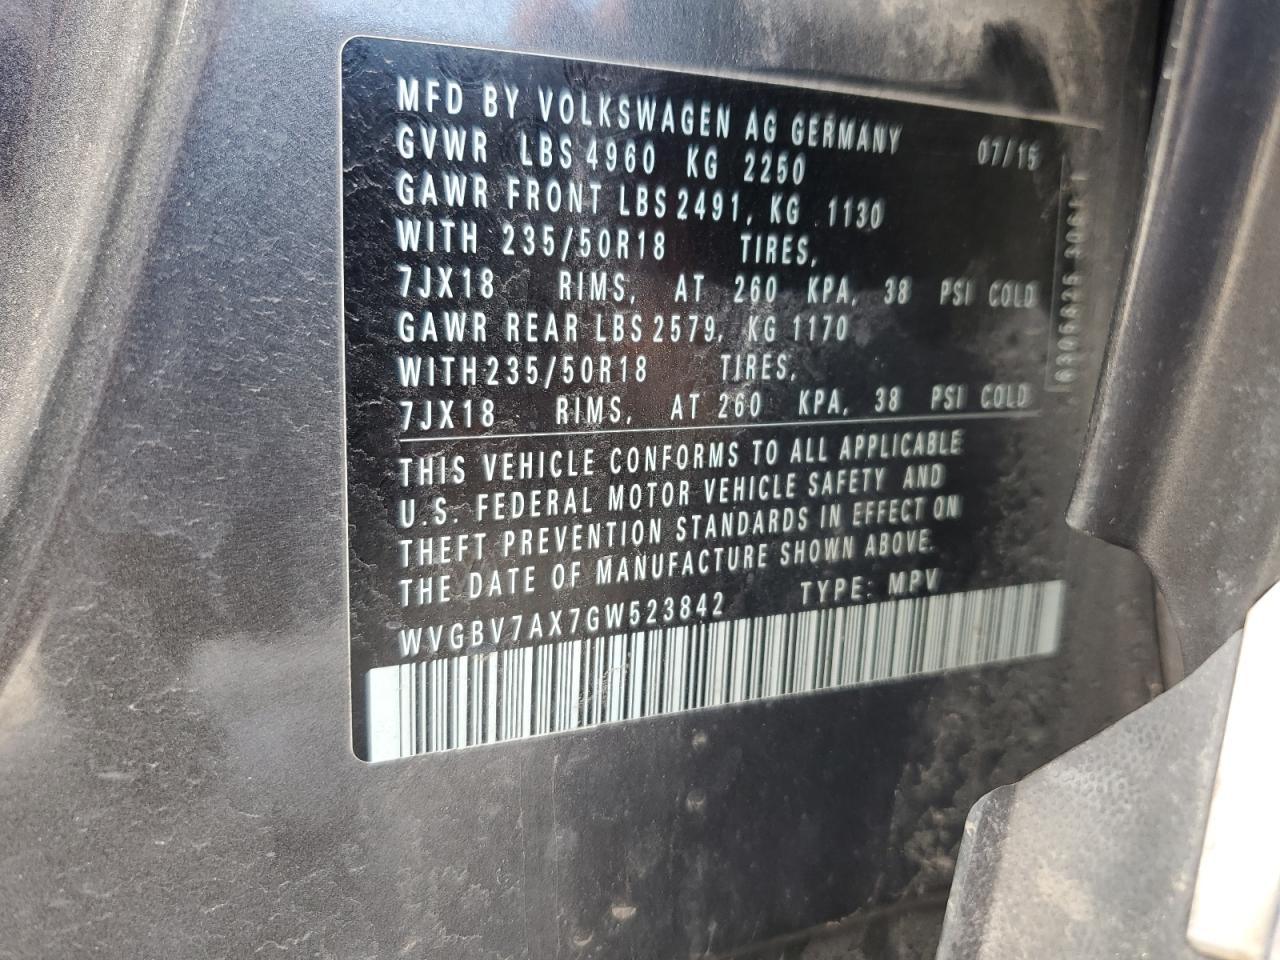 MFD BY VOLKSWAGEN AG GERMANY 07/15
GVWR LBS 4960 KG 2250
GAWR FRONT LBS 2491, KG 1130
WITH 235/50R18 TIRES,
7JX18 RIMS, AT 260 KPA, 38 PSI COLD
GAWR REAR LBS 2579, KG 1170
WITH 235/50R18 TIRES,
7JX18 RIMS, AT 260 KPA, 38 PSI COLD
THIS VEHICLE CONFORMS TO ALL APPLICABLE
U.S. FEDERAL MOTOR VEHICLE SAFETY AND
THEFT PREVENTION STANDARDS IN EFFECT ON
THE DATE OF MANUFACTURE SHOWN ABOVE.
WVGBV7AX7GW523842 TYPE: MPV